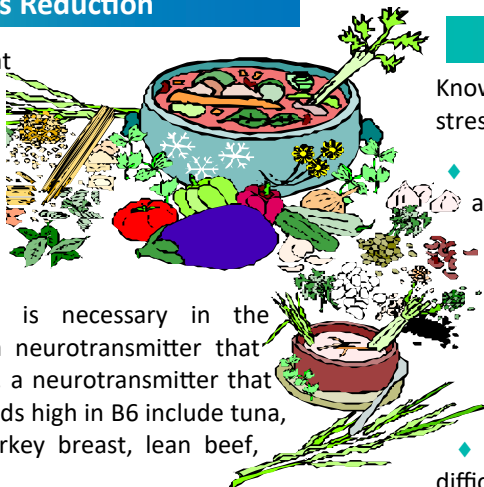 s Reduction
nt
is necessary in the
neurotransmitter that
a neurotransmitter that
ds high in B6 include tuna,
rkey breast, lean beef,
Know
stres
a
diffic